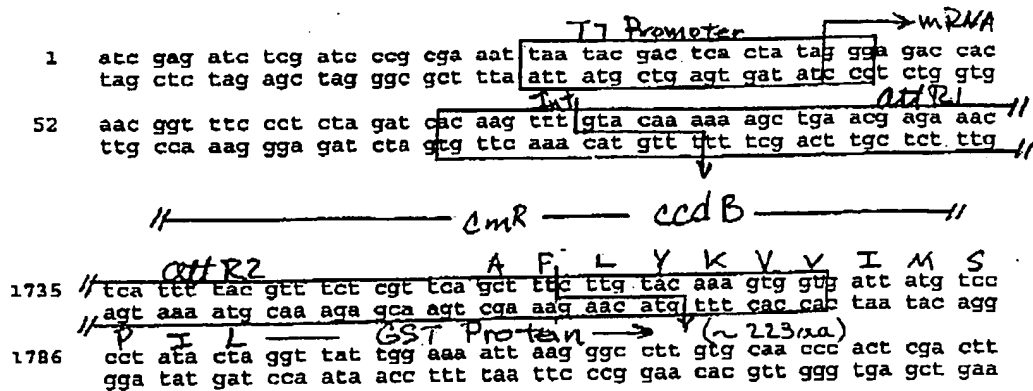 T7 Promoter mRNA
1 atc gag atc tcg atc ccg cga aat taa tac gac tca cta tag gga gac cac
tag ctc tag agc tag ggc gct tta att atg ctg agt gat atc cct ctg gtg
Int attR1
52 aac ggt ttc cct cta gat cac aag ttt gta caa aaa agc tga acg aga aac
ttg cca aag gga gat cta gtg ttc aaa cat gtt ttt tcg act tgc tct ttg
cmR ccdB
attR2 A F L Y K V V I M S
1735 tca ttt tac gtt tct cgt tca gct ttc ttg tac aaa gtg gtg att atg tcc
agt aaa atg caa aga gca agt cga aag aac atg ttt cac cac taa tac agg
P I L GST Protein (~ 223aa)
1786 cct ata cta ggt tat tgg aaa att aag ggc ctt gtg caa ccc act cga ctt
gga tat gat cca ata acc ttt taa ttc ccg gaa cac gtt ggg tga gct gaa